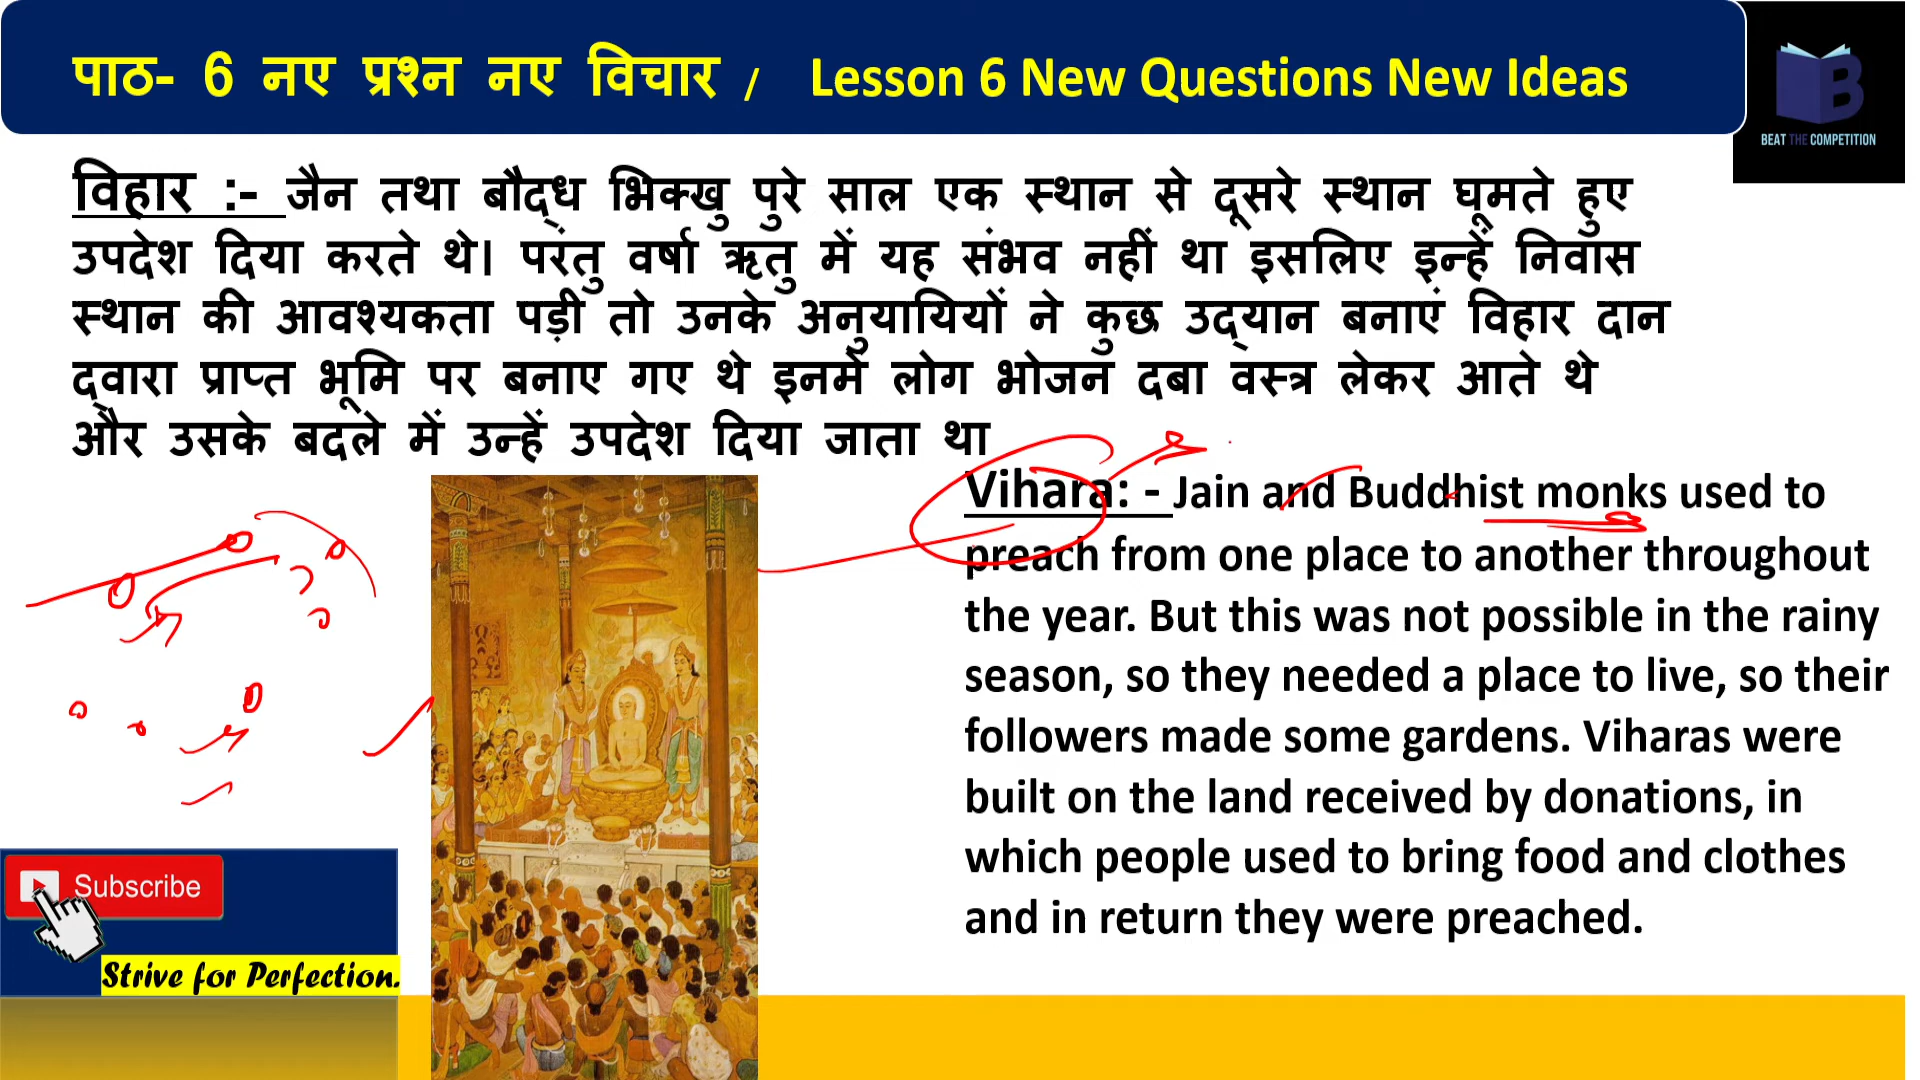 पाठ- 6 नए प्रश्न नए विचार / Lesson 6 New Questions New Ideas
BEAT THE COMPETITION
विहार :- जैन तथा बौद्ध भिक्खु पुरे साल एक स्थान से दूसरे स्थान घूमते हुए
उपदेश दिया करते थे। परंतु वर्षा ऋतु में यह संभव नहीं था इसलिए इन्हें निवास
स्थान की आवश्यकता पड़ी तो उनके अनुयायियों ने कुछ उद्यान बनाएं विहार दान
द्वारा प्राप्त भूमि पर बनाए गए थे इनमें लोग भोजन दबा वस्त्र लेकर आते थे
और उसके बदले में उन्हें उपदेश दिया जाता था
Vihara: - Jain and Buddhist monks used to
preach from one place to another throughout
the year. But this was not possible in the rainy
season, so they needed a place to live, so their
followers made some gardens. Viharas were
built on the land received by donations, in
which people used to bring food and clothes
and in return they were preached.
Subscribe
Strive for Perfection.